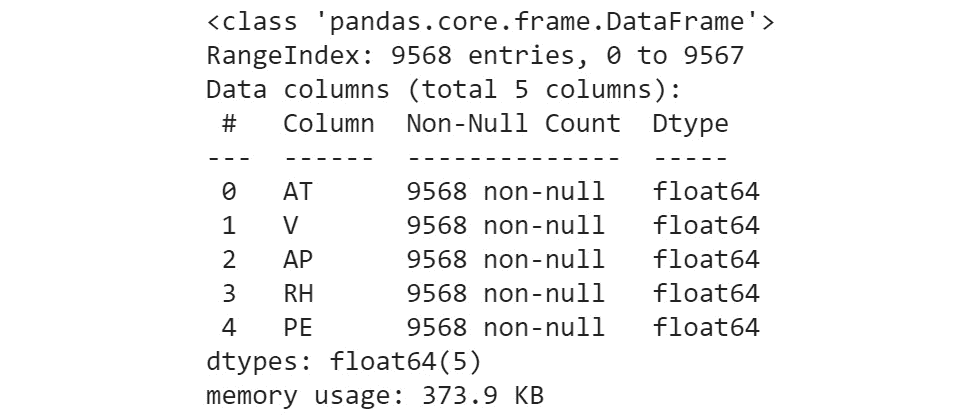 <class 'pandas.core.frame.DataFrame'>
RangeIndex: 9568 entries, 0 to 9567
Data columns (total 5 columns):
 #   Column  Non-Null Count  Dtype
---  ------  --------------  -----
 0   AT      9568 non-null   float64
 1   V       9568 non-null   float64
 2   AP      9568 non-null   float64
 3   RH      9568 non-null   float64
 4   PE      9568 non-null   float64
dtypes: float64(5)
memory usage: 373.9 KB